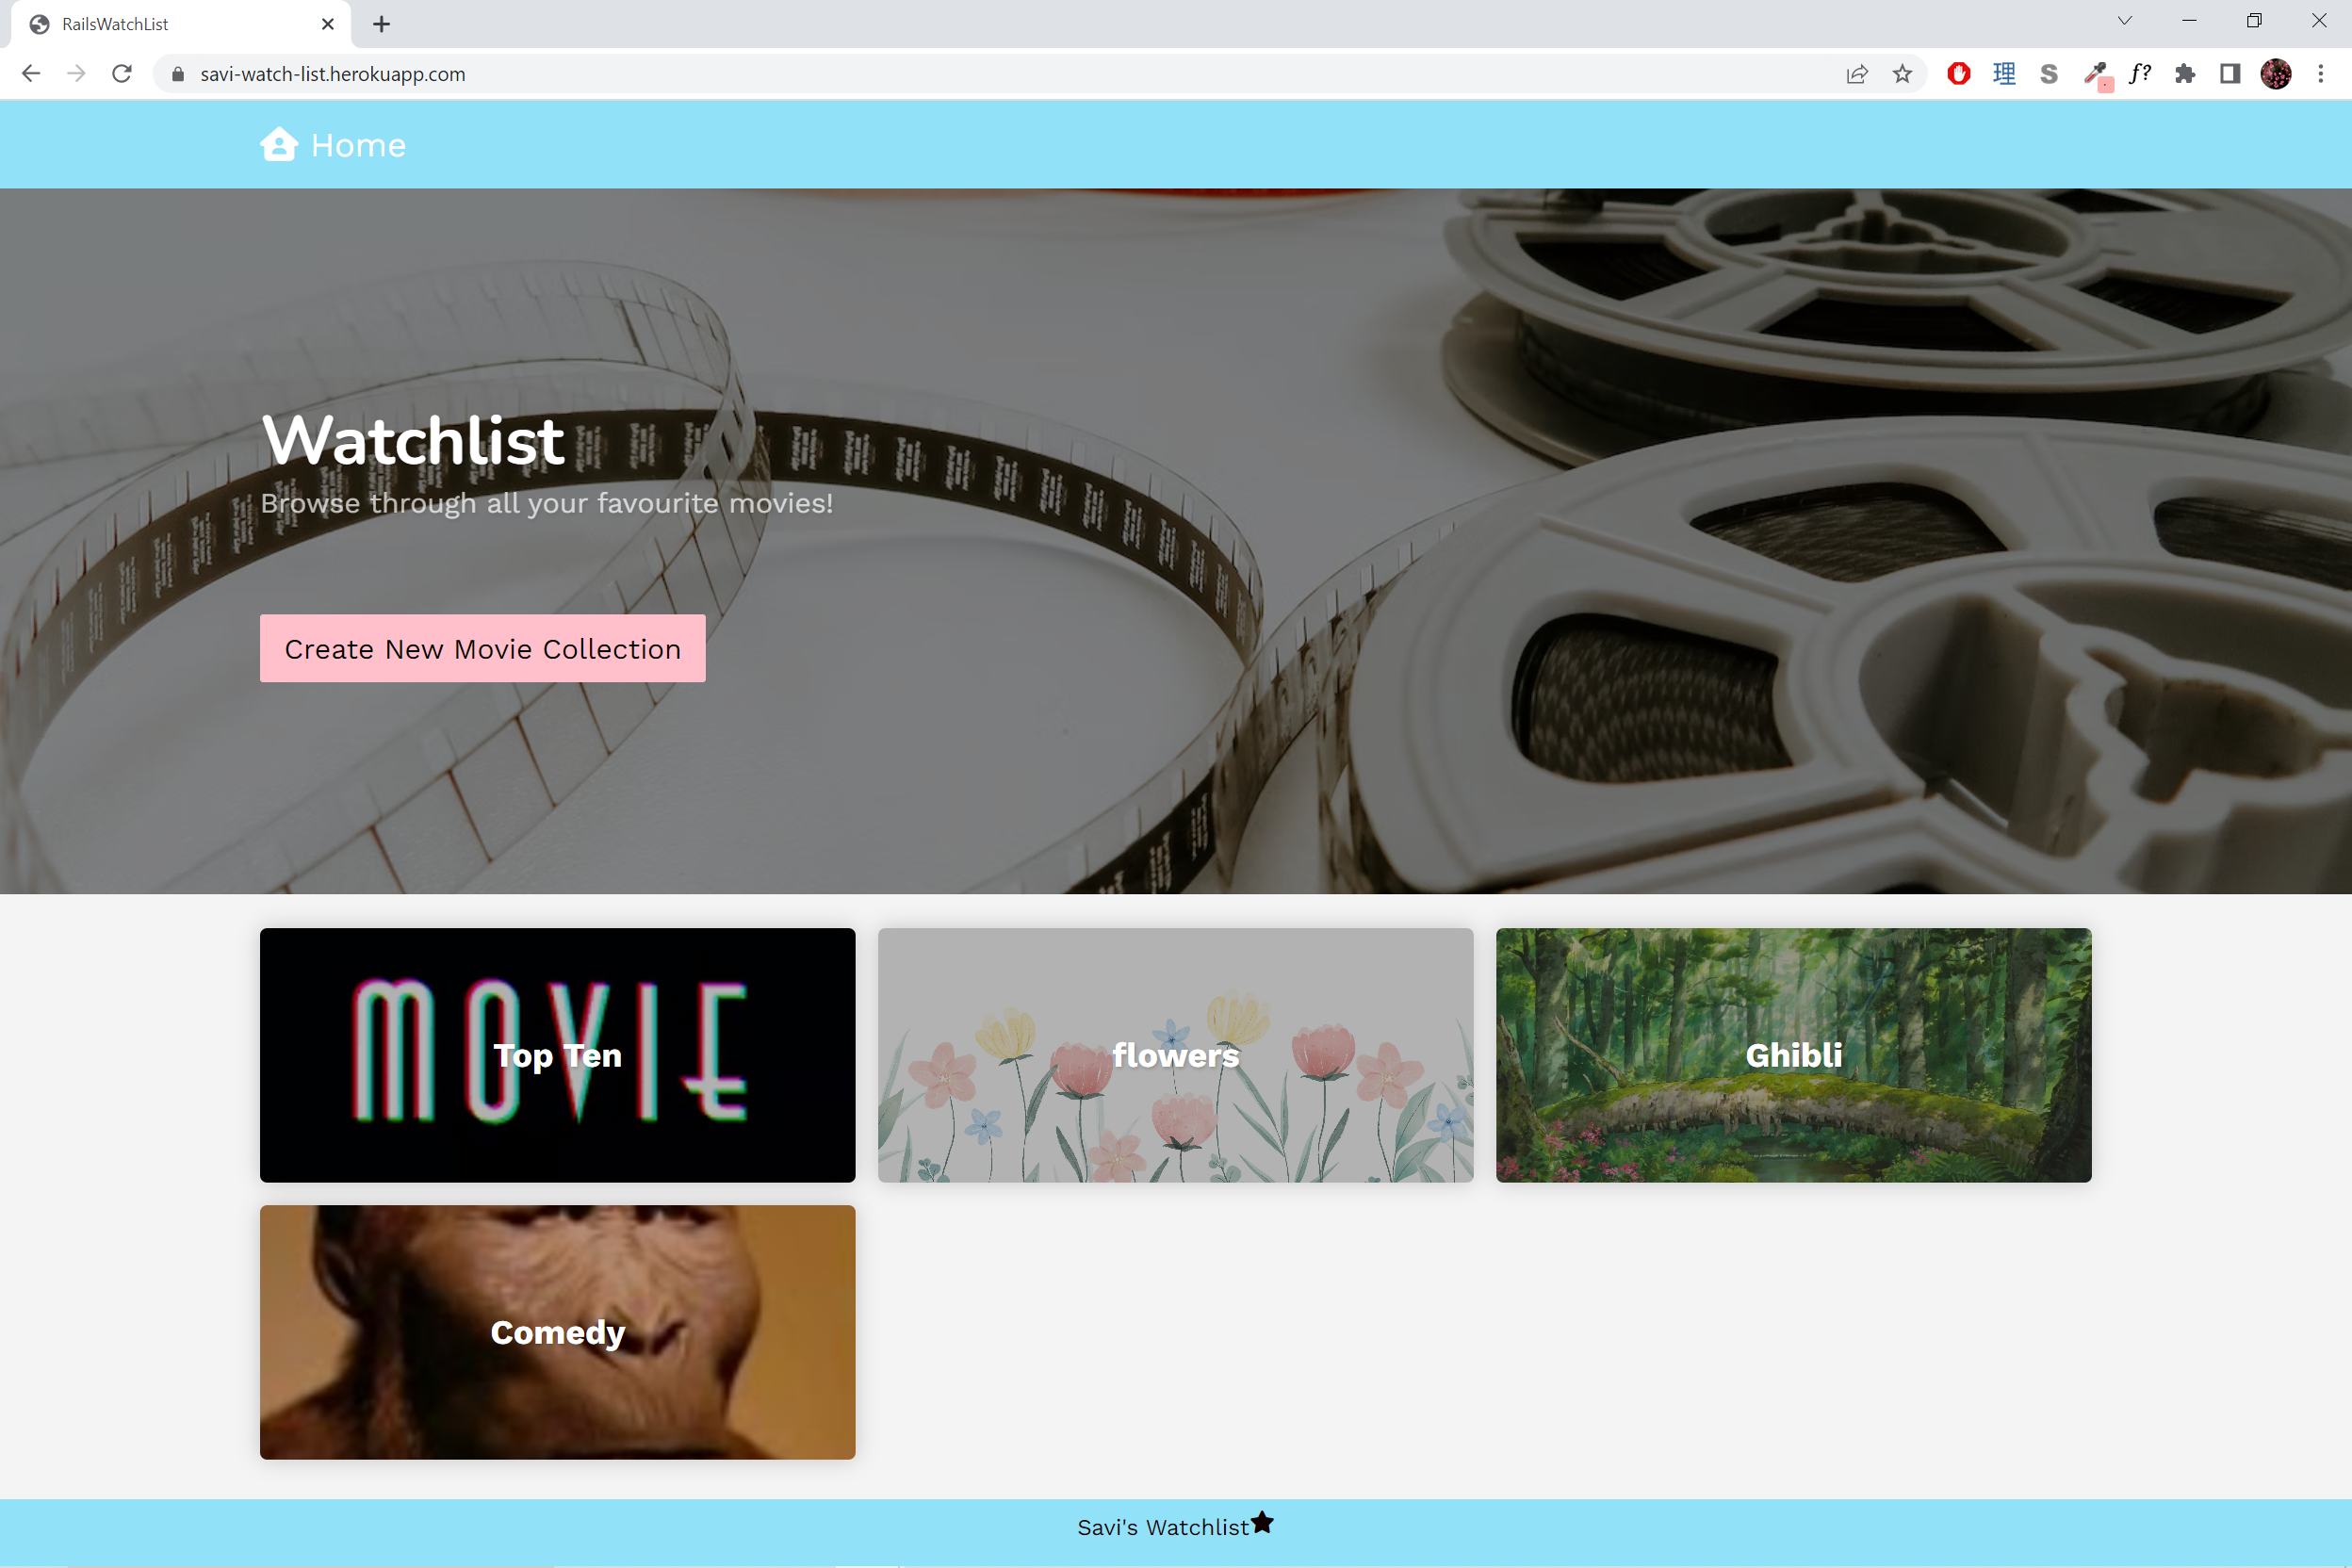 RailsWatchList
savi-watch-list.herokuapp.com
理
S
f?
Home
Watchlist
Browse through all your favourite movies!
Create New Movie Collection
MOVIE
Top Ten
flowers
Ghibli
Comedy
Savi's Watchlist